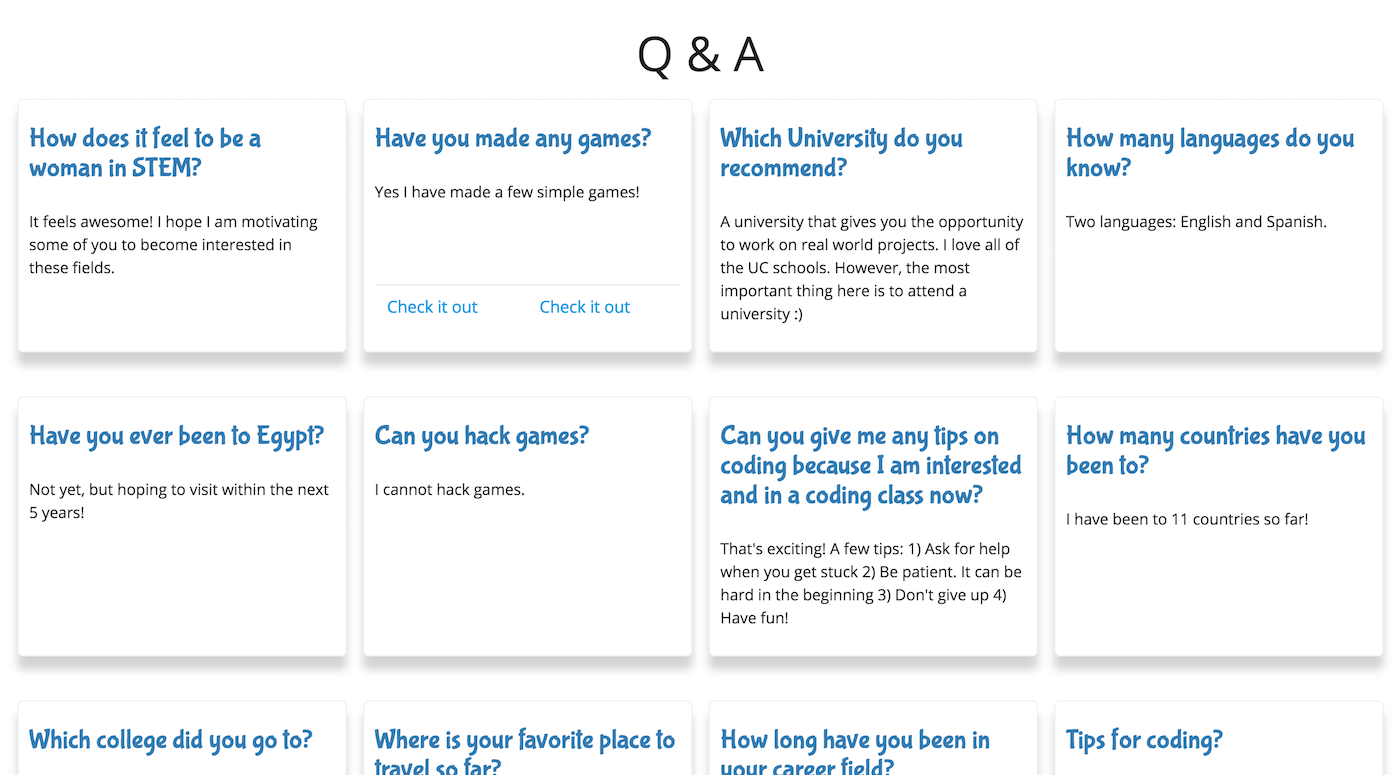 Q & A
How does it feel to be a
woman in STEM?
It feels awesome! I hope I am motivating
some of you to become interested in
these fields.
Have you made any games?
Yes I have made a few simple games!
Check it out
Check it out
Which University do you
recommend?
A university that gives you the opportunity
to work on real world projects. I love all of
the UC schools. However, the most
important thing here is to attend a
university :)
How many languages do you
know?
Two languages: English and Spanish.
Have you ever been to Egypt?
Not yet, but hoping to visit within the next
5 years!
Can you hack games?
I cannot hack games.
Can you give me any tips on
coding because I am interested
and in a coding class now?
That's exciting! A few tips: 1) Ask for help
when you get stuck 2) Be patient. It can be
hard in the beginning 3) Don't give up 4)
Have fun!
How many countries have you
been to?
I have been to 11 countries so far!
Which college did you go to?
Where is your favorite place to
travel so far?
How long have you been in
your career field?
Tips for coding?